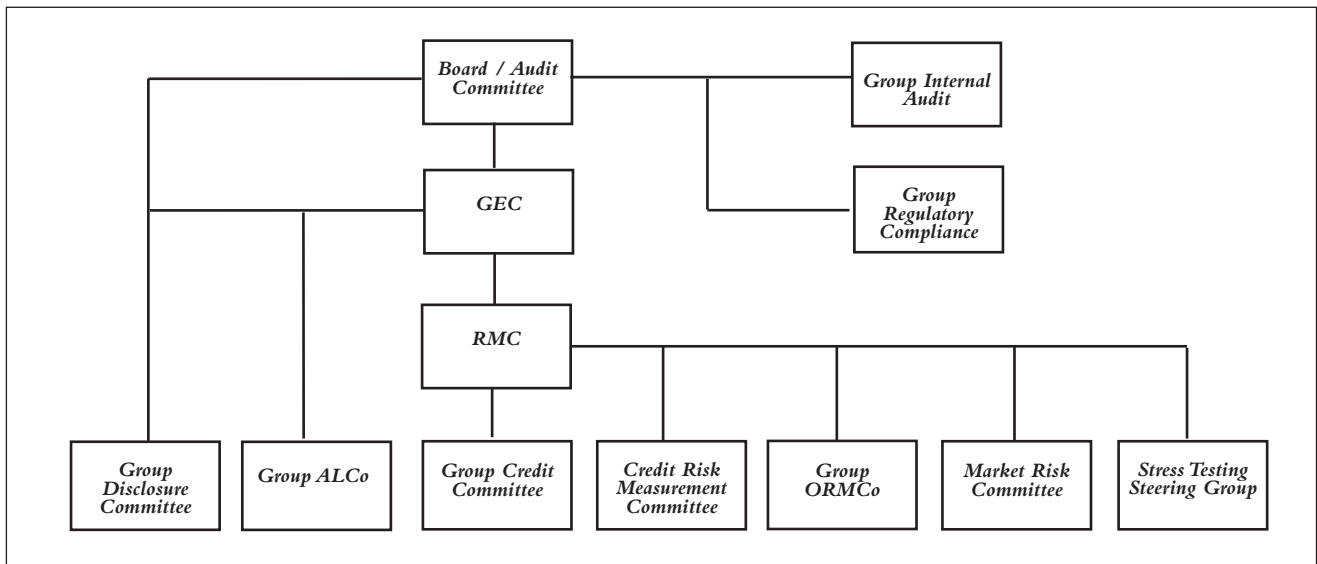 Board / Audit
Committee
Group Internal
Audit
GEC
Group
Regulatory
Compliance
RMC
Group
Disclosure
Committee
Group ALCo
Group Credit
Committee
Credit Risk
Measurement
Committee
Group
ORMCo
Market Risk
Committee
Stress Testing
Steering Group